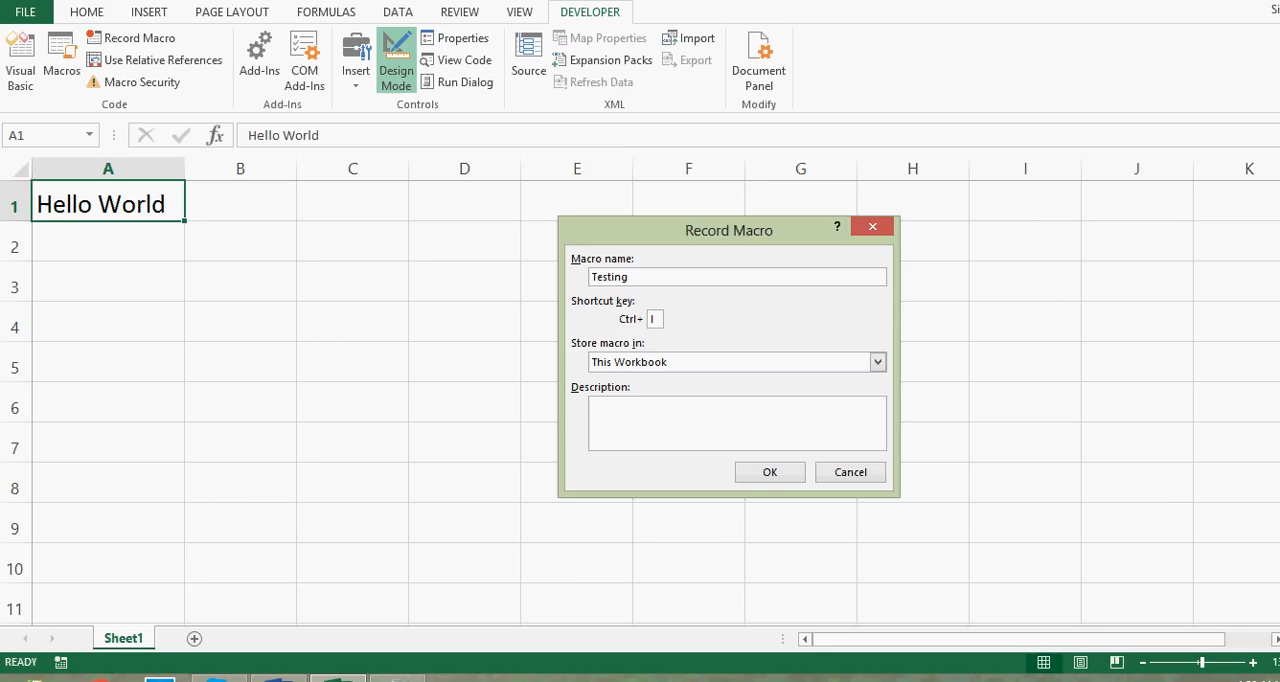 FILE HOME INSERT PAGE LAYOUT FORMULAS DATA REVIEW VIEW DEVELOPER
Visual Basic
Macros
Record Macro
Use Relative References
Macro Security
Code
Add-Ins
COM Add-Ins
Add-Ins
Insert
Design Mode
Properties
View Code
Run Dialog
Controls
Source
Map Properties
Expansion Packs
Refresh Data
Import
Export
XML
Document Panel
Modify
A1 fx Hello World
A B C D E F G H I J K
1 Hello World
2
3
4
5
6
7
8
9
10
11
Record Macro ?
Macro name:
Testing
Shortcut key:
Ctrl+ l
Store macro in:
This Workbook
Description:
OK Cancel
Sheet1
READY